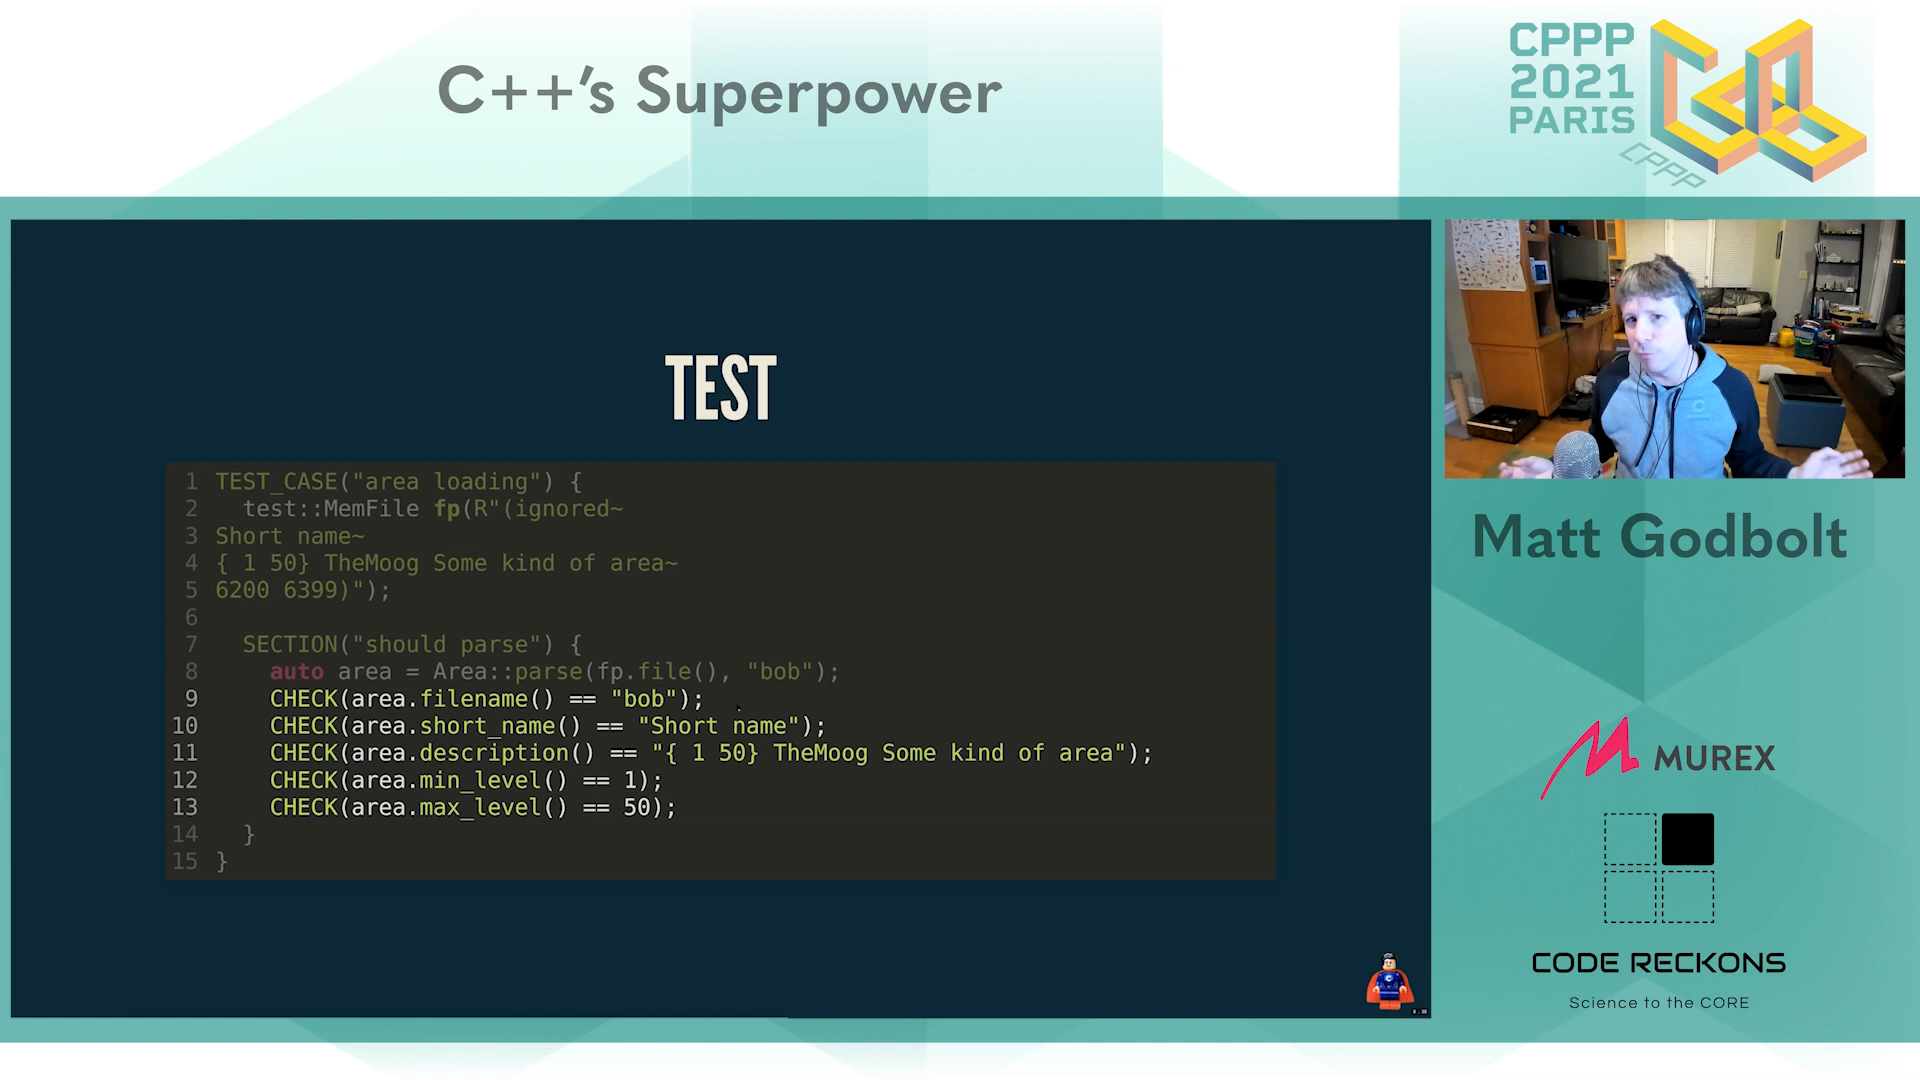 C++’s Superpower
CPPP
2021
PARIS
CPPP
TEST
1 TEST_CASE("area loading") {
2   test::MemFile fp(R"(ignored~
3 Short name~
4 { 1 50} TheMoog Some kind of area~
5 6200 6399)");
6
7   SECTION("should parse") {
8     auto area = Area::parse(fp.file(), "bob");
9     CHECK(area.filename() == "bob");
10     CHECK(area.short_name() == "Short name");
11     CHECK(area.description() == "{ 1 50} TheMoog Some kind of area");
12     CHECK(area.min_level() == 1);
13     CHECK(area.max_level() == 50);
14   }
15 }
Matt Godbolt
MUREX
CODE RECKONS
Science to the CORE